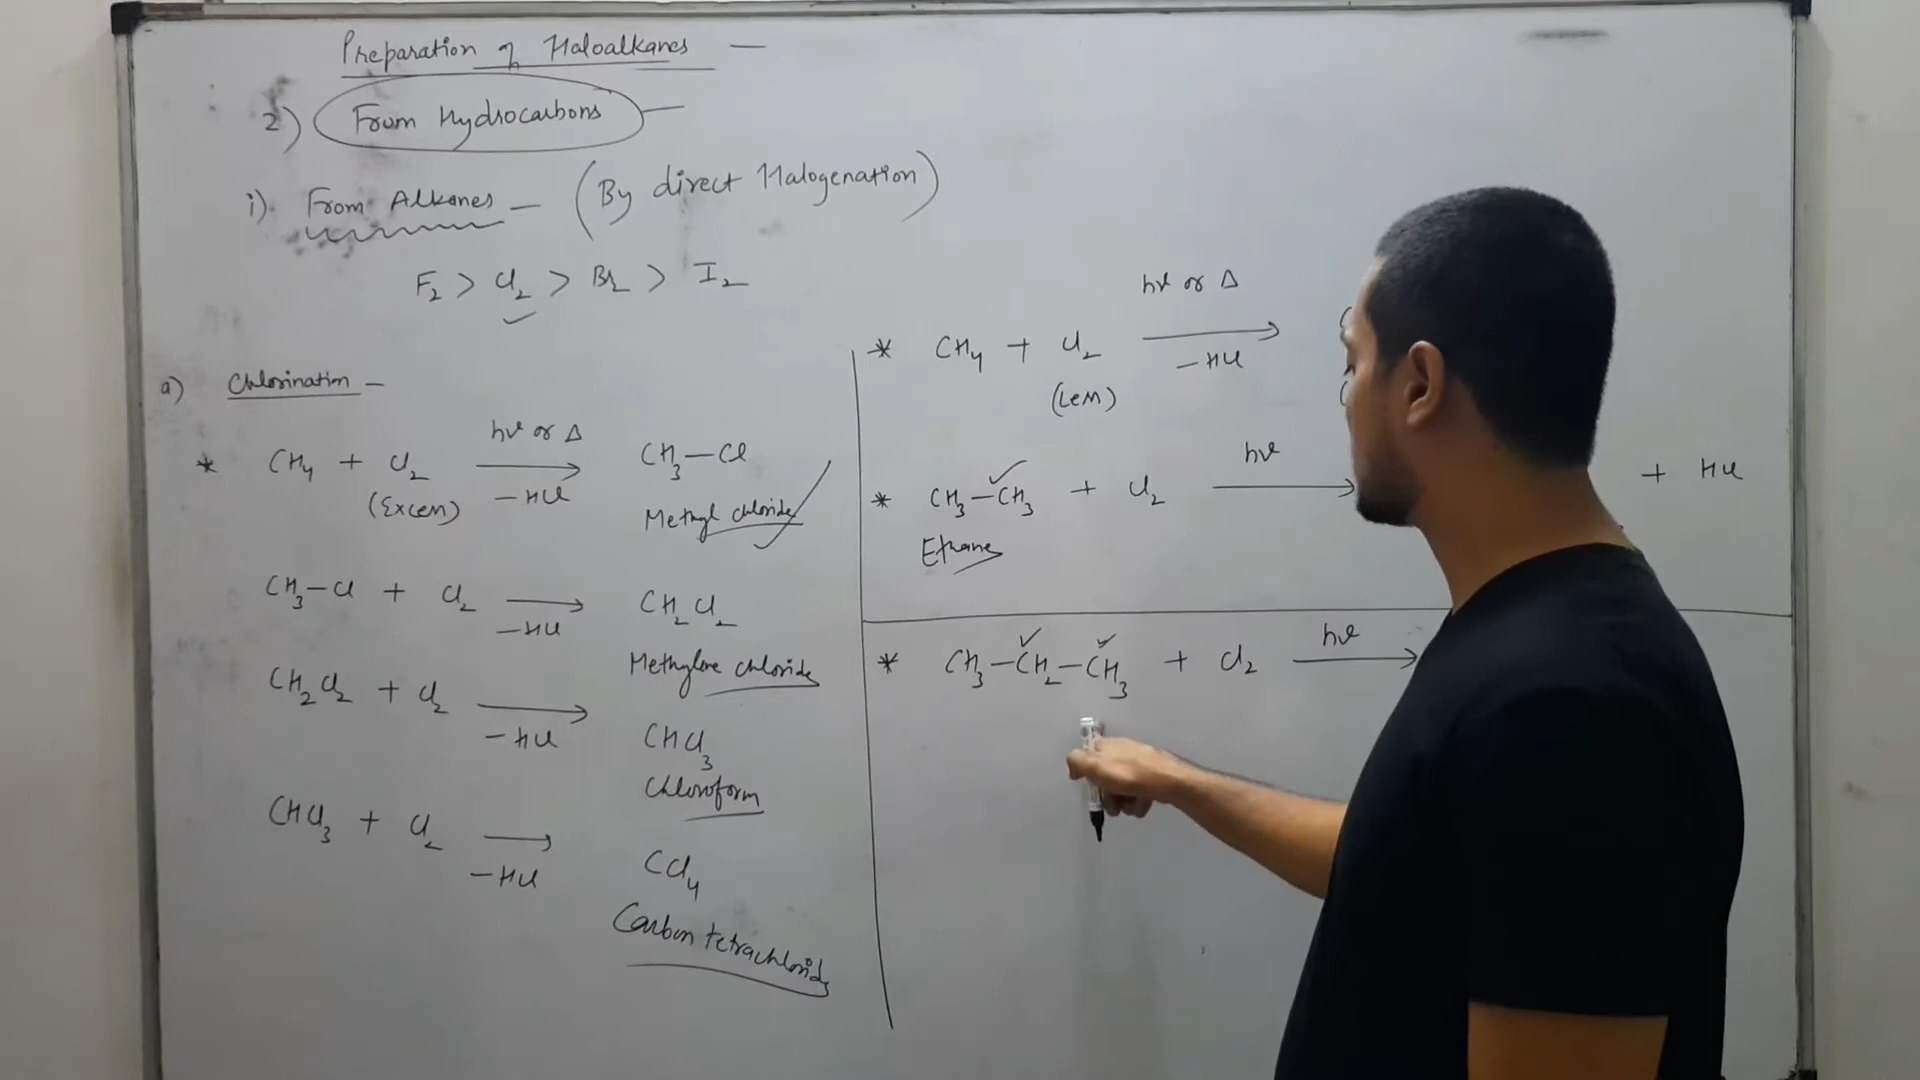 Preparation of Haloalkanes —
2) From Hydrocarbons —
i) From Alkanes — (By direct Halogenation)
F₂ > Cl₂ > Br₂ > I₂
a) Chlorination —
* CH₄ + Cl₂ (Excess) hν or Δ → −HCl CH₃—Cl
Methyl chloride
CH₃—Cl + Cl₂ → −HCl CH₂Cl₂
Methylene chloride
CH₂Cl₂ + Cl₂ → −HCl CHCl₃
Chloroform
CHCl₃ + Cl₂ → −HCl CCl₄
Carbon tetrachloride
* CH₄ + Cl₂ (Less) hν or Δ → −HCl
* CH₃—CH₃ + Cl₂ hν → + HCl
Ethane
* CH₃—CH₂—CH₃ + Cl₂ hν →